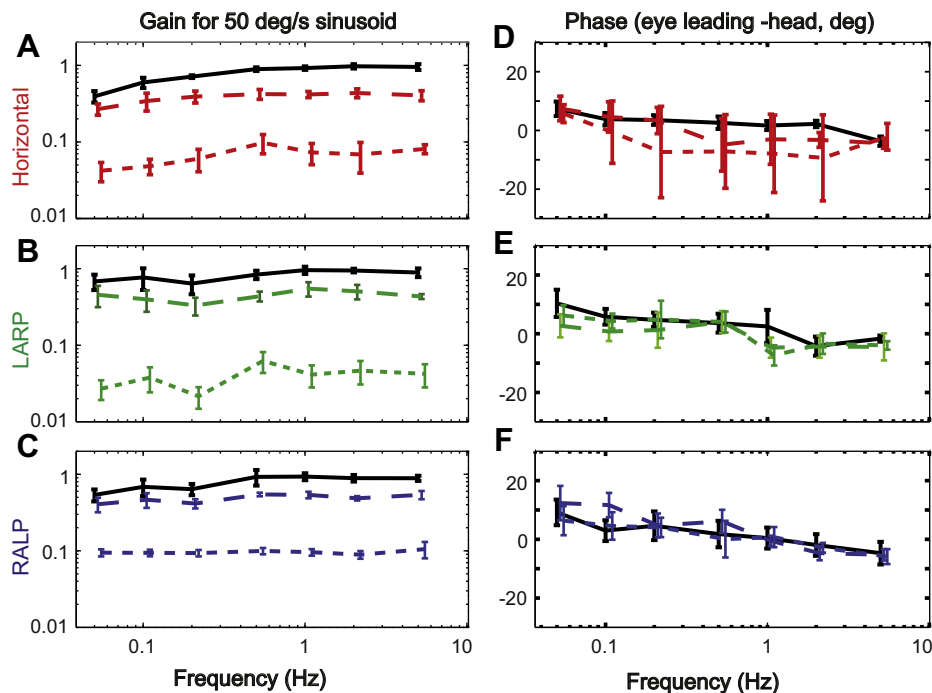 Gain for 50 deg/s sinusoid
Phase (eye leading -head, deg)
A
Horizontal
1
0.1
0.01
D
20
0
-20
B
LARP
1
0.1
0.01
E
20
0
-20
C
RALP
1
0.1
0.01
0.1
1
10
Frequency (Hz)
F
20
0
-20
0.1
1
10
Frequency (Hz)